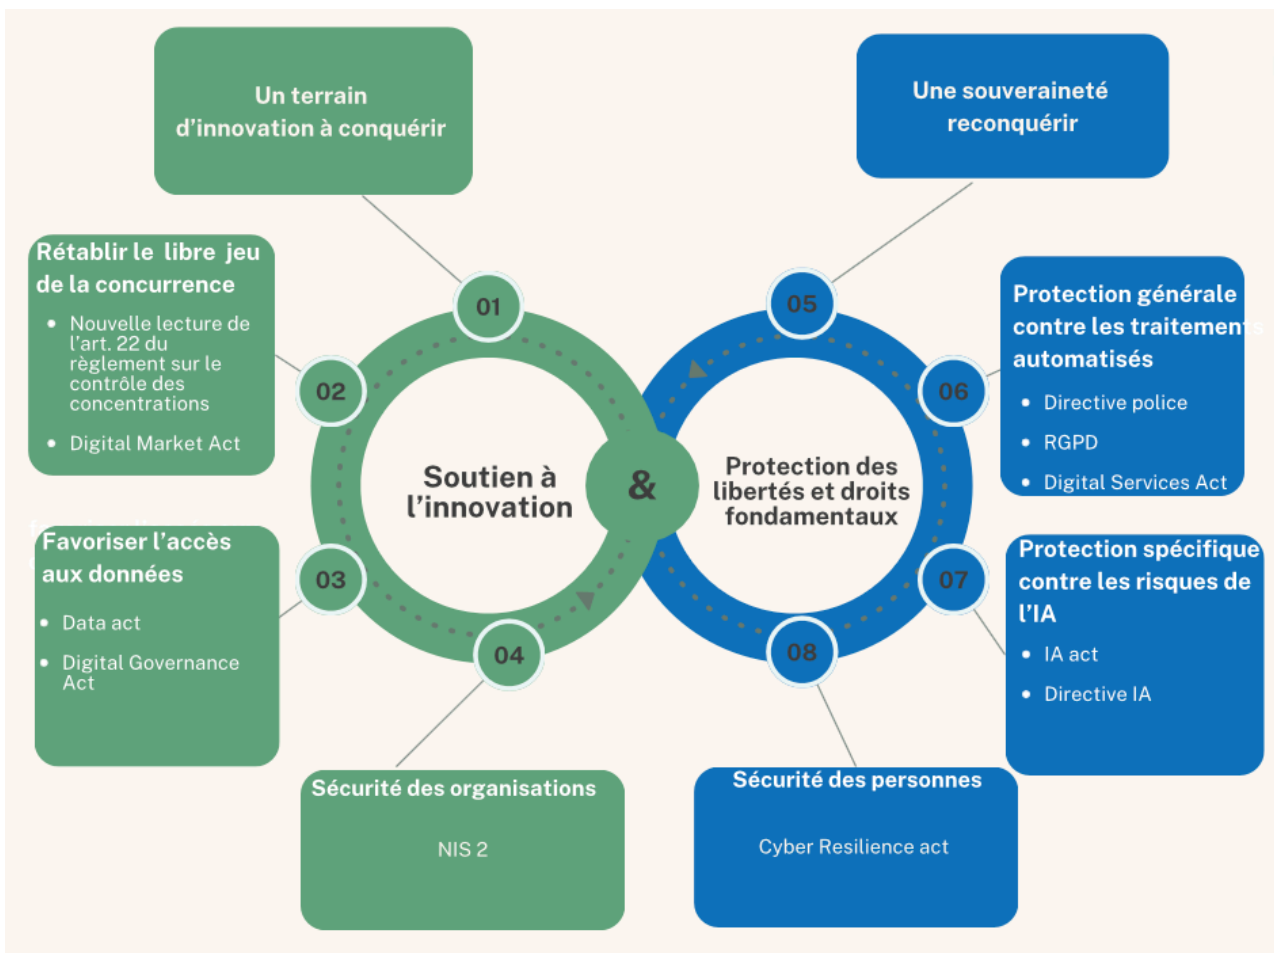 Un terrain
d'innovation à conquérir
Une souveraineté
reconquérir
Rétablir le libre jeu
de la concurrence
• Nouvelle lecture de
l'art. 22 du
règlement sur le
contrôle des
concentrations
• Digital Market Act
01
02
03
04
Soutien à
l'innovation
&
Protection des
libertés et droits
fondamentaux
05
06
07
08
Protection générale
contre les traitements
automatisés
• Directive police
• RGPD
• Digital Services Act
Favoriser l'accès
aux données
• Data act
• Digital Governance
Act
Protection spécifique
contre les risques de
l'IA
• IA act
• Directive IA
Sécurité des organisations
NIS 2
Sécurité des personnes
Cyber Resilience act